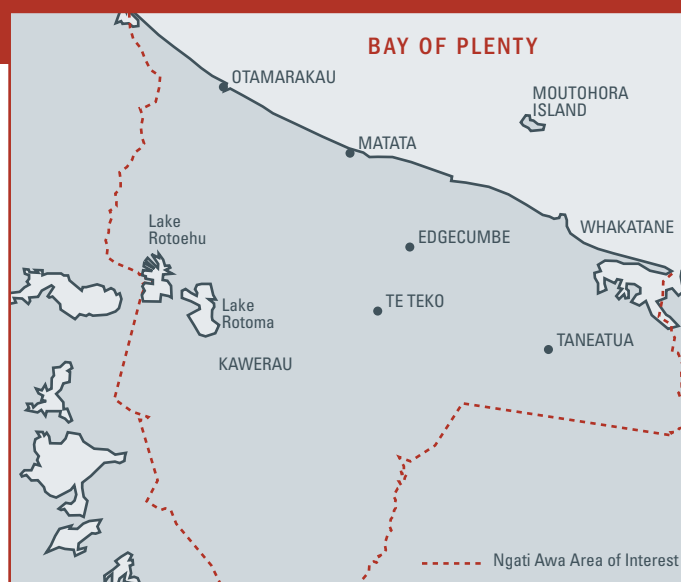 BAY OF PLENTY
OTAMARAKAU
MOUTOHORA
ISLAND
MATATA
Lake
Rotoehu
WHAKATANE
EDGECUMBE
Lake
Rotoma
TE TEKO
TANEATUA
KAWERAU
Ngati Awa Area of Interest